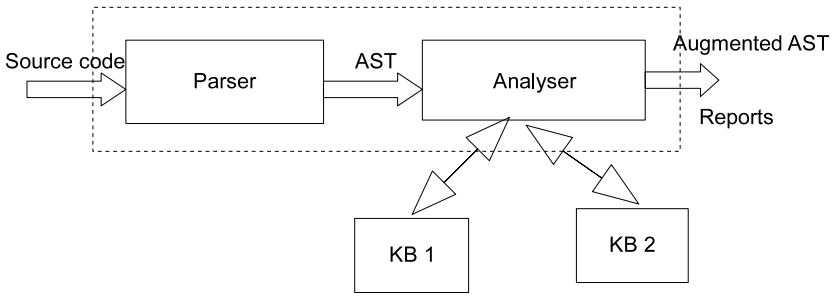 Source code
Parser
AST
Analyser
Augmented AST
Reports
KB 1
KB 2